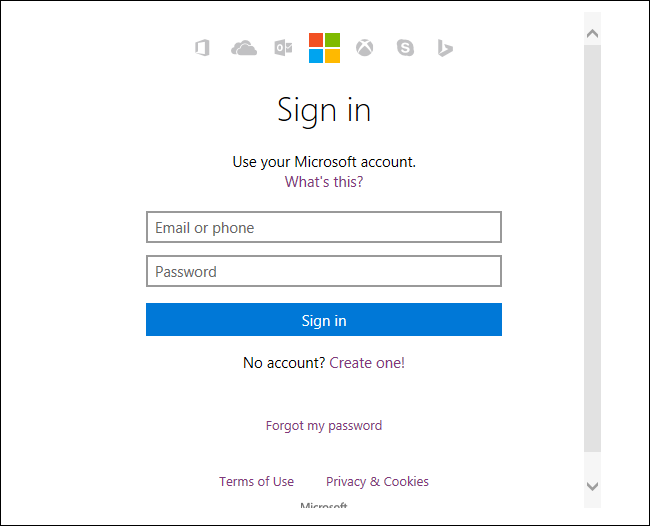 Sign in
Use your Microsoft account.
What's this?
Email or phone
Password
Sign in
No account? Create one!
Forgot my password
Terms of Use Privacy & Cookies
Microsoft